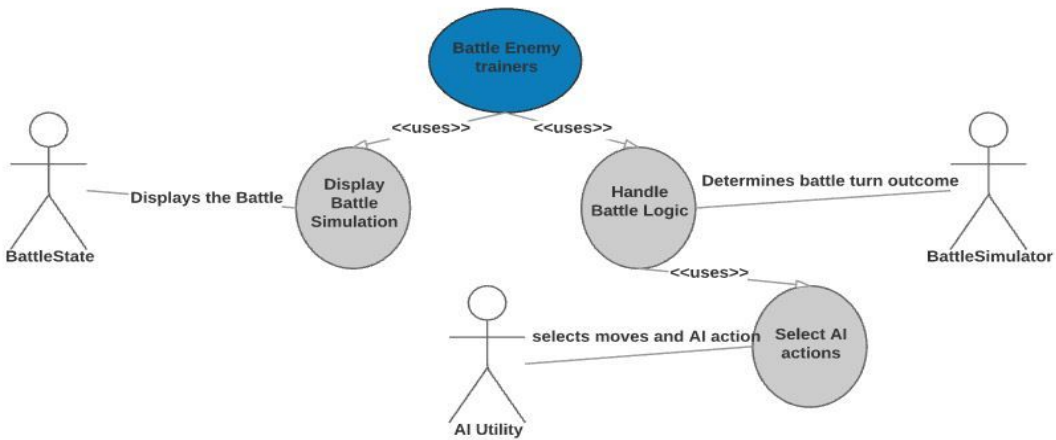 Battle Enemy
trainers
<<uses>>
<<uses>>
Display
Battle
Simulation
Handle
Battle Logic
Displays the Battle
Determines battle turn outcome
BattleState
BattleSimulator
<<uses>>
selects moves and AI action
Select AI
actions
AI Utility